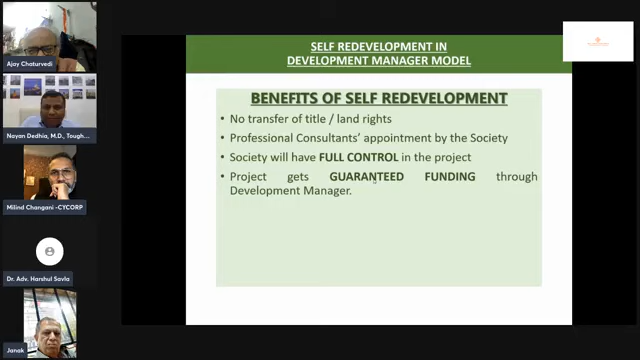 SELF REDEVELOPMENT IN
DEVELOPMENT MANAGER MODEL
BENEFITS OF SELF REDEVELOPMENT
• No transfer of title / land rights
• Professional Consultants' appointment by the Society
• Society will have FULL CONTROL in the project
• Project gets GUARANTEED FUNDING through
Development Manager.
Ajay Chaturvedi
Nayan Dedhia, M.D., Tough...
Milind Changani -CYCORP
Dr. Adv. Harshul Savla
Janak